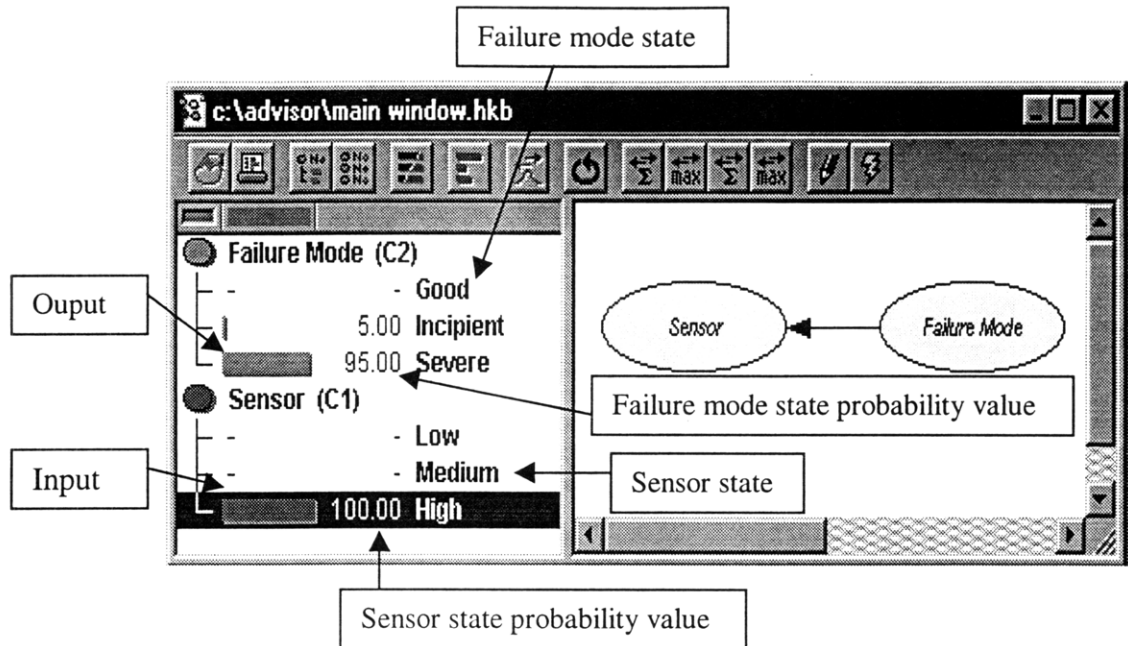 Failure mode state
c:\advisor\main window.hkb
Σ max Σ max
Failure Mode (C2)
- - Good
5.00 Incipient
95.00 Severe
Sensor (C1)
- - Low
- - Medium
100.00 High
Sensor
Failure Mode
Ouput
Input
Failure mode state probability value
Sensor state
Sensor state probability value